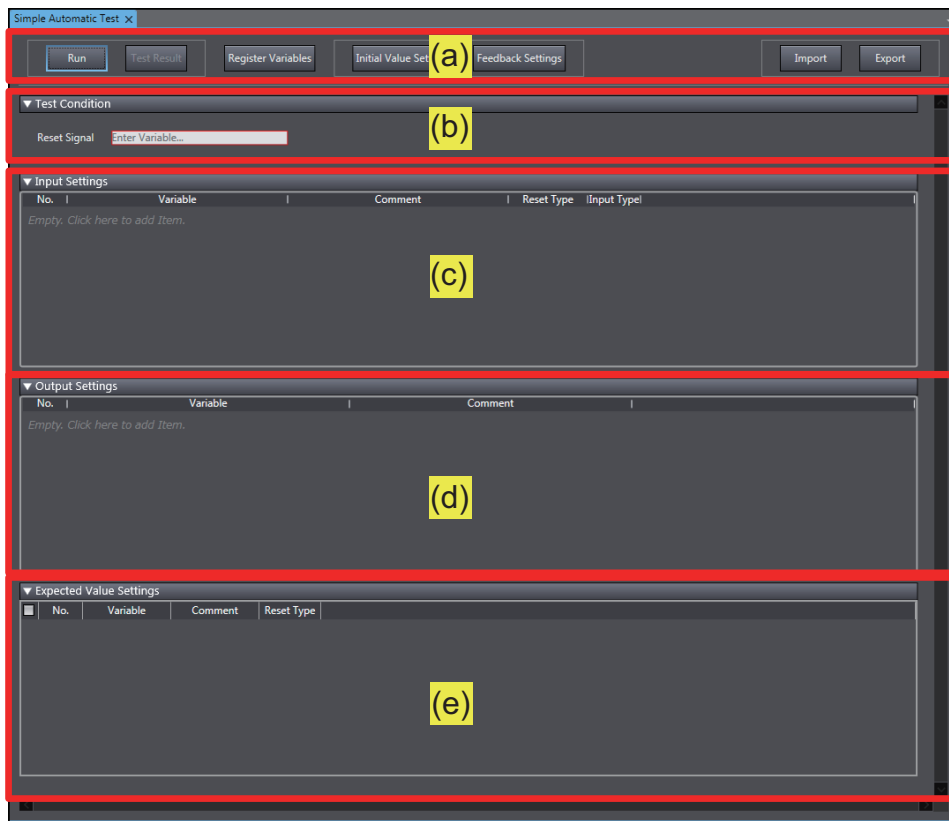 Simple Automatic Test ×
Run Test Result Register Variables Initial Value Set (a) Feedback Settings Import Export
▼ Test Condition
(b)
Reset Signal Enter Variable...
▼ Input Settings
No. Variable Comment Reset Type Input Type
Empty. Click here to add Item.
(c)
▼ Output Settings
No. Variable Comment
Empty. Click here to add Item.
(d)
▼ Expected Value Settings
No. Variable Comment Reset Type
(e)